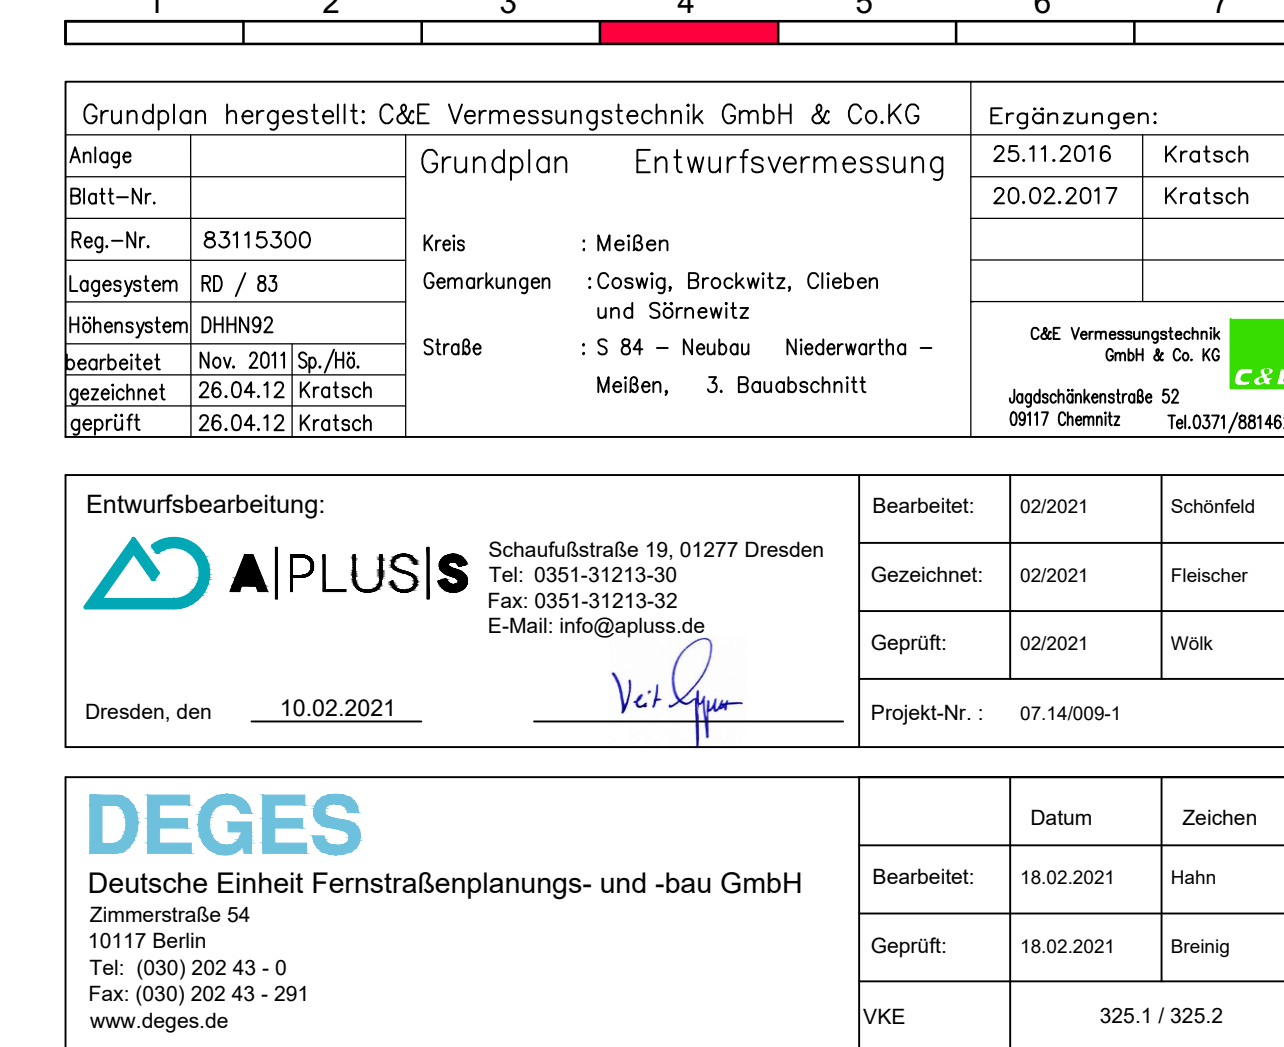 1 2 3 4 5 6 7
Grundplan hergestellt: C&E Vermessungstechnik GmbH & Co.KG
Ergänzungen:
Anlage
Blatt-Nr.
Reg.-Nr. 83115300
Lagesystem RD / 83
Höhensystem DHHN92
bearbeitet Nov. 2011 Sp./Hö.
gezeichnet 26.04.12 Kratsch
geprüft 26.04.12 Kratsch
Grundplan Entwurfsvermessung
Kreis : Meißen
Gemarkungen : Coswig, Brockwitz, Clieben
und Sörnewitz
Straße : S 84 – Neubau Niederwartha –
Meißen, 3. Bauabschnitt
25.11.2016 Kratsch
20.02.2017 Kratsch
C&E Vermessungstechnik
GmbH & Co. KG
C&E
Jagdschänkenstraße 52
09117 Chemnitz Tel.0371/88146
Entwurfsbearbeitung:
A|PLUS|S
Schaufußstraße 19, 01277 Dresden
Tel: 0351-31213-30
Fax: 0351-31213-32
E-Mail: info@apluss.de
Dresden, den 10.02.2021
Veit
Bearbeitet: 02/2021 Schönfeld
Gezeichnet: 02/2021 Fleischer
Geprüft: 02/2021 Wölk
Projekt-Nr. : 07.14/009-1
DEGES
Deutsche Einheit Fernstraßenplanungs- und -bau GmbH
Zimmerstraße 54
10117 Berlin
Tel: (030) 202 43 - 0
Fax: (030) 202 43 - 291
www.deges.de
Datum Zeichen
Bearbeitet: 18.02.2021 Hahn
Geprüft: 18.02.2021 Breinig
VKE 325.1 / 325.2